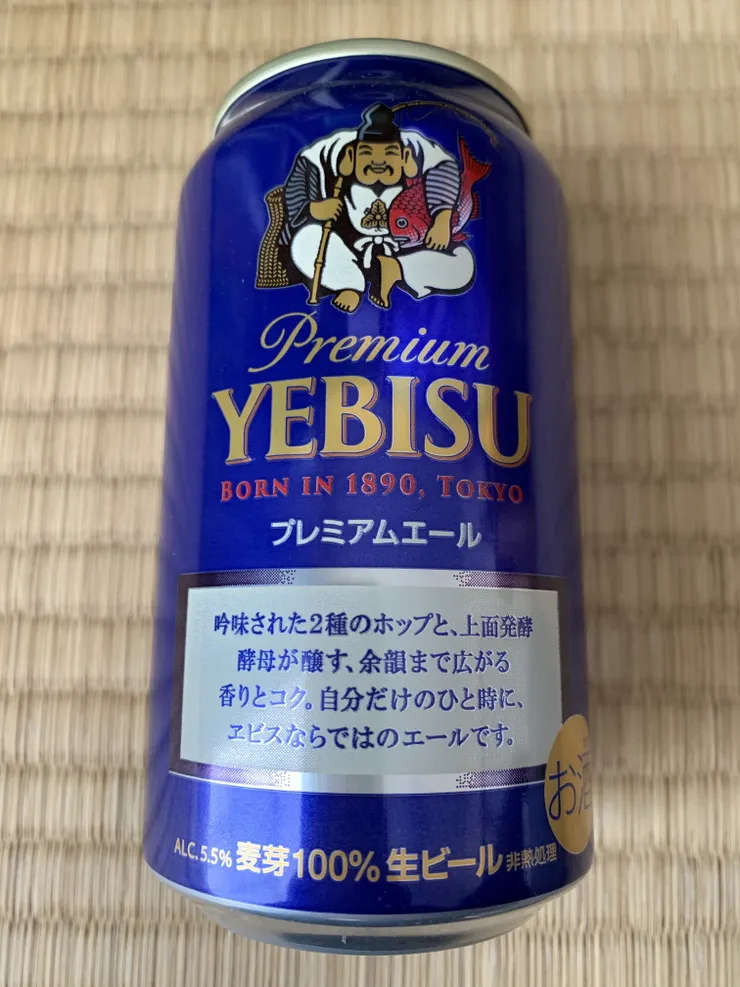 Premium
YEBISU
BORN IN 1890, TOKYO
プレミアムエール
吟味された2種のホップと、上面発酵
酵母が醸す、余韻まで広がる
香りとコク。自分だけのひと時に、
ヱビスならではのエールです。
お酒
ALC.5.5% 麦芽100% 生ビール 非熱処理